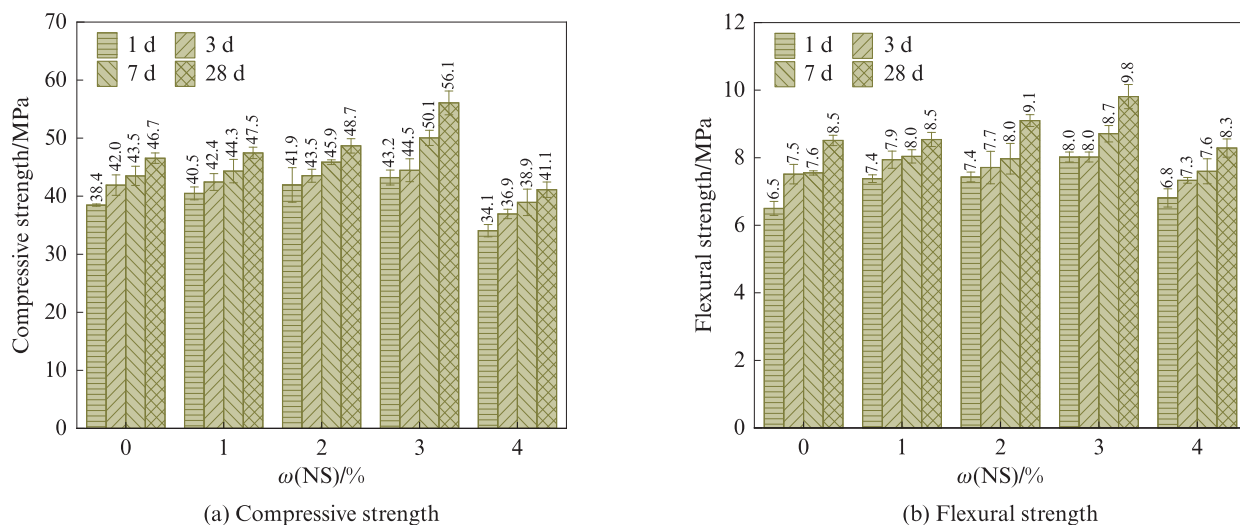 70
60
50
40
30
20
10
0
Compressive strength/MPa
1 d 3 d
7 d 28 d
38.4 42.0 43.5 46.7
40.5 42.4 44.3 47.5
41.9 43.5 45.9 48.7
43.2 44.5 50.1 56.1
34.1 36.9 38.9 41.1
0 1 2 3 4
ω(NS)/%
(a) Compressive strength
12
10
8
6
4
2
0
Flexural strength/MPa
1 d 3 d
7 d 28 d
6.5 7.5 7.6 8.5
7.4 7.9 8.0 8.5
7.4 7.7 8.0 9.1
8.0 8.0 8.7 9.8
6.8 7.3 7.6 8.3
0 1 2 3 4
ω(NS)/%
(b) Flexural strength